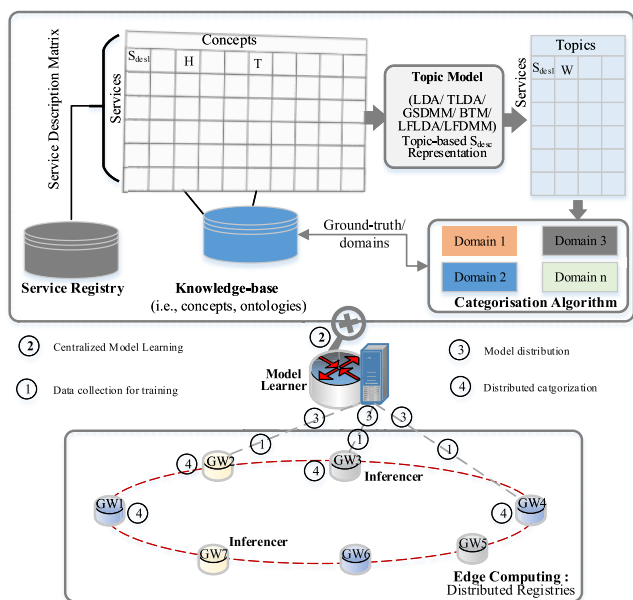 Concepts
Service Description Matrix
Services
Sdesl
H
T
Topic Model
(LDA/ TLDA/
GSDMM/ BTM/
LFLDA/LFDMM)
Topic-based Sdesc
Representation
Services
Topics
Sdesl
W
Service Registry
Knowledge-base
(i.e., concepts, ontologies)
Ground-truth/
domains
Domain 1
Domain 3
Domain 2
Domain n
Categorisation Algorithm
2
2 Centralized Model Learning
1 Data collection for training
Model
Learner
3 Model distribution
4 Distributed catgorization
3
3
3
1
1
1
4
GW2
4
GW3
Inferencer
GW1
4
4
GW4
Inferencer
GW7
GW6
GW5
Edge Computing :
Distributed Registries